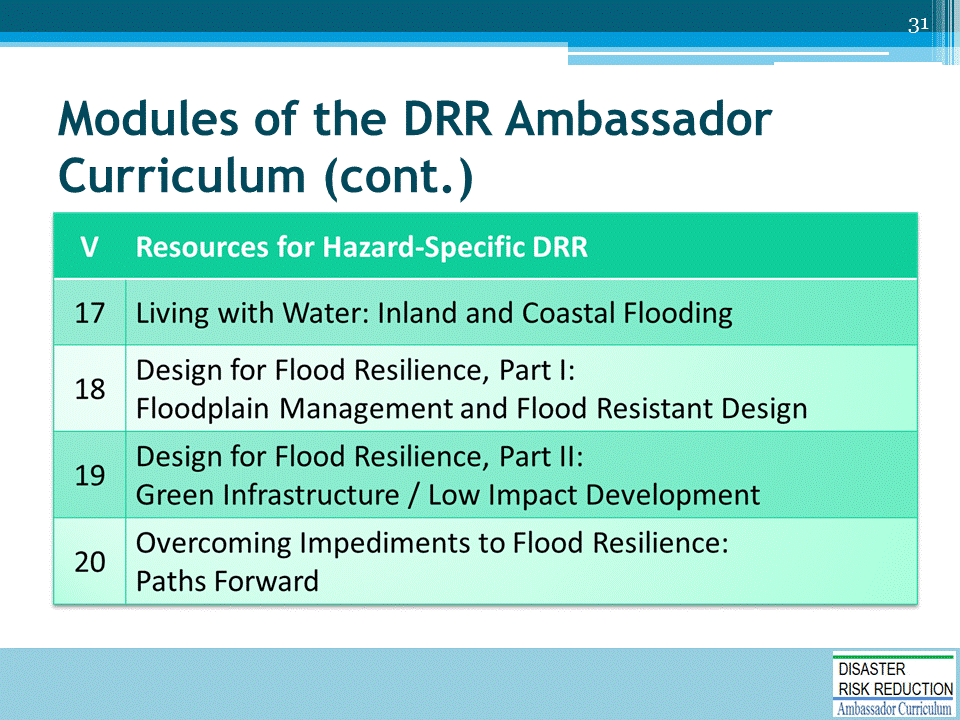 31
Modules of the DRR Ambassador
Curriculum (cont.)
V Resources for Hazard-Specific DRR
17 Living with Water: Inland and Coastal Flooding
18 Design for Flood Resilience, Part I:
Floodplain Management and Flood Resistant Design
19 Design for Flood Resilience, Part II:
Green Infrastructure / Low Impact Development
20 Overcoming Impediments to Flood Resilience:
Paths Forward
DISASTER
RISK REDUCTION
Ambassador Curriculum